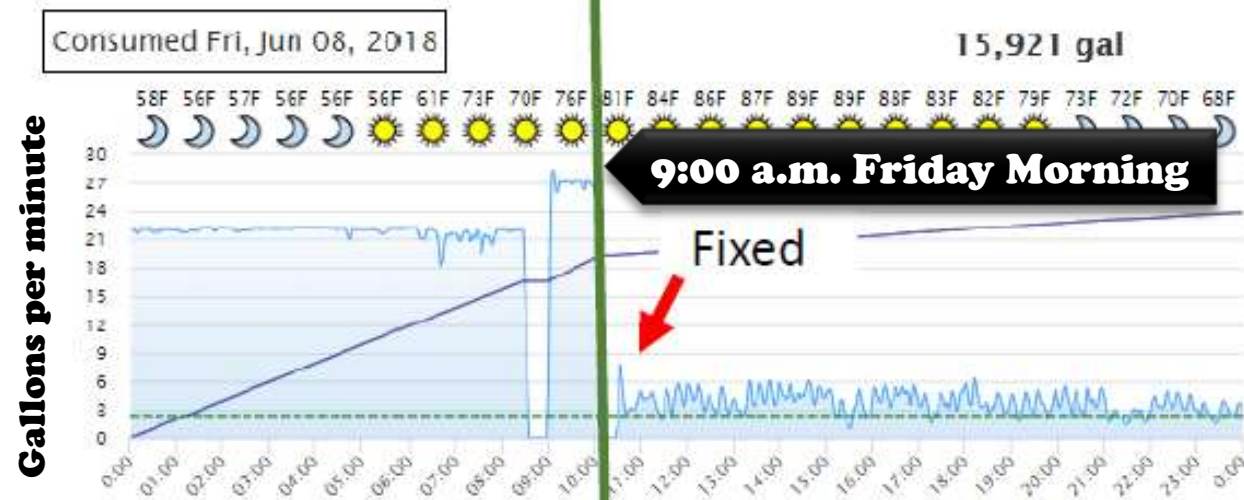 Consumed Fri, Jun 08, 2018
15,921 gal
58F 56F 57F 56F 56F 56F 61F 73F 70F 76F 81F 84F 86F 87F 89F 89F 88F 83F 82F 79F 73F 72F 70F 68F
9:00 a.m. Friday Morning
Fixed
Gallons per minute
30
27
24
21
18
15
12
9
6
3
0
0:00 01:00 02:00 03:00 04:00 05:00 06:00 07:00 08:00 09:00 10:00 11:00 12:00 13:00 14:00 15:00 16:00 17:00 18:00 19:00 20:00 21:00 22:00 23:00 0:00